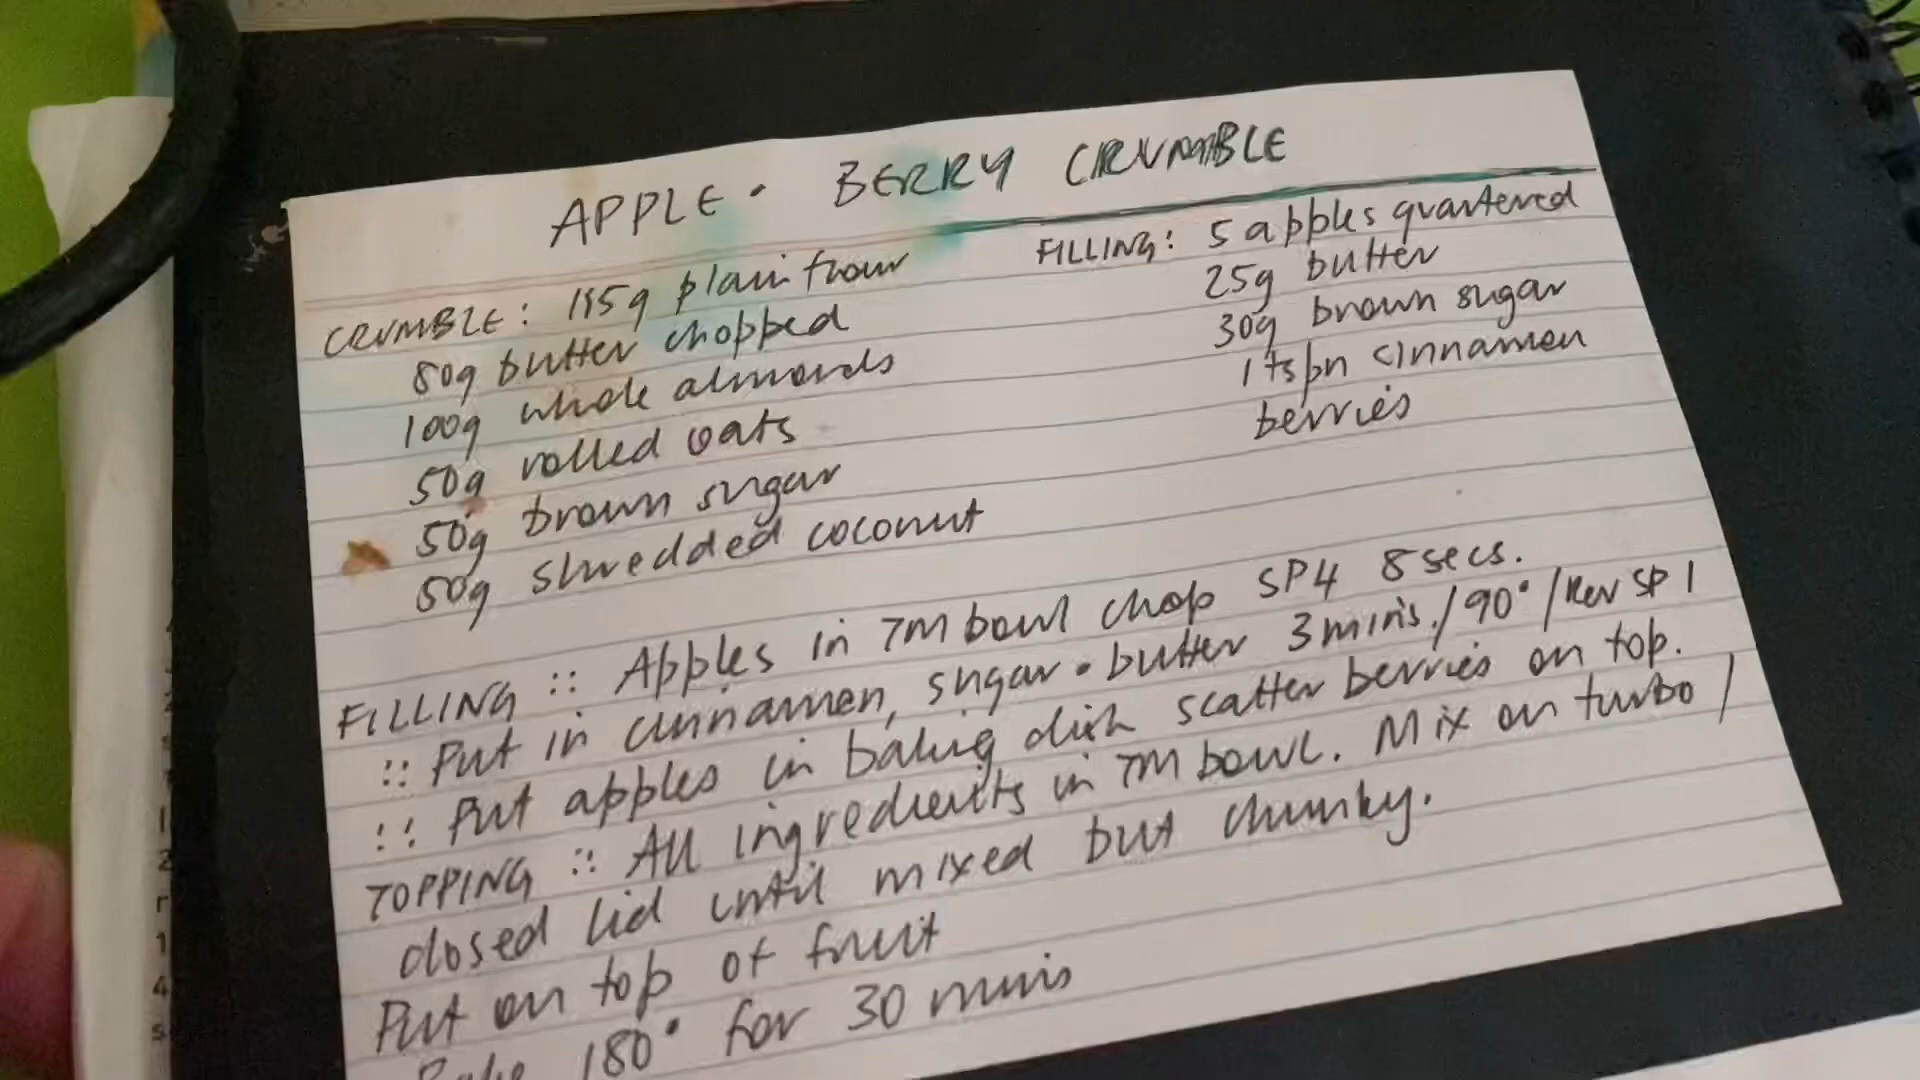 APPLE • BERRY CRUMBLE
CRUMBLE: 155g plain flour
80g butter chopped
100g whole almonds
50g rolled oats
50g brown sugar
50g shredded coconut
FILLING: 5 apples quartered
25g butter
30g brown sugar
1 tspn cinnamon
berries
FILLING :: Apples in TM bowl chop SP4 8 secs.
:: Put in cinnamen, sugar • butter 3 mins./90°/Rev SP 1
:: Put apples in baking dish scatter berries on top.
TOPPING :: All ingredients in TM bowl. Mix on turbo /
closed lid until mixed but chunky.
Put on top of fruit
Bake 180° for 30 mins